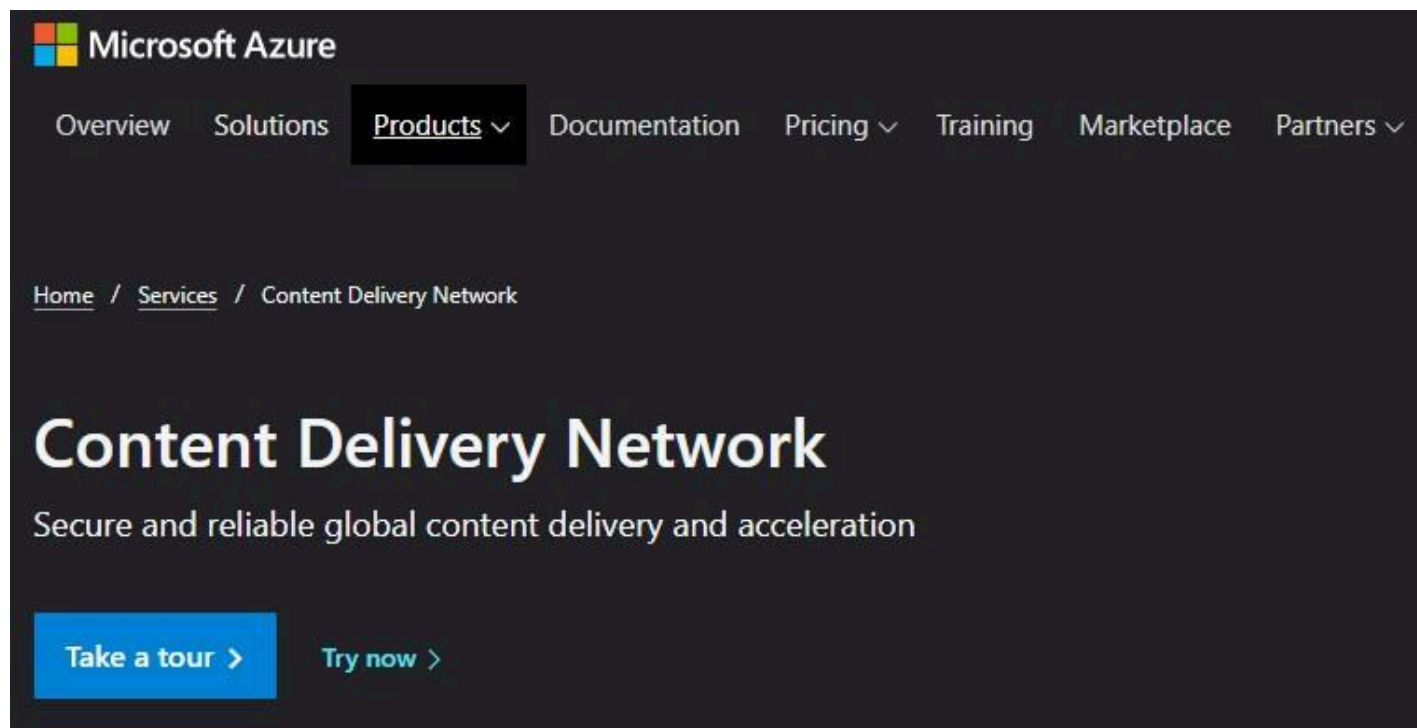 Microsoft Azure
Overview Solutions Products Documentation Pricing Training Marketplace Partners
Home / Services / Content Delivery Network
Content Delivery Network
Secure and reliable global content delivery and acceleration
Take a tour > Try now >